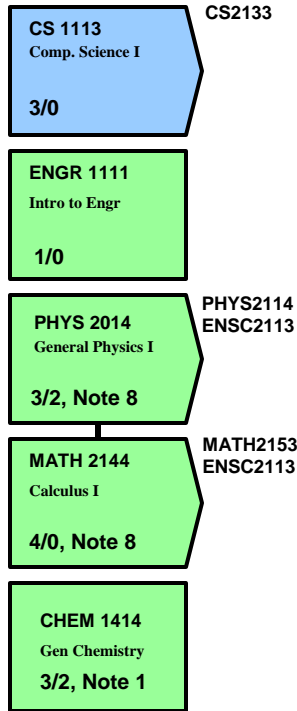 CS 1113
Comp. Science I
3/0
CS2133
ENGR 1111
Intro to Engr
1/0
PHYS 2014
General Physics I
3/2, Note 8
PHYS2114
ENSC2113
MATH 2144
Calculus I
4/0, Note 8
MATH2153
ENSC2113
CHEM 1414
Gen Chemistry
3/2, Note 1